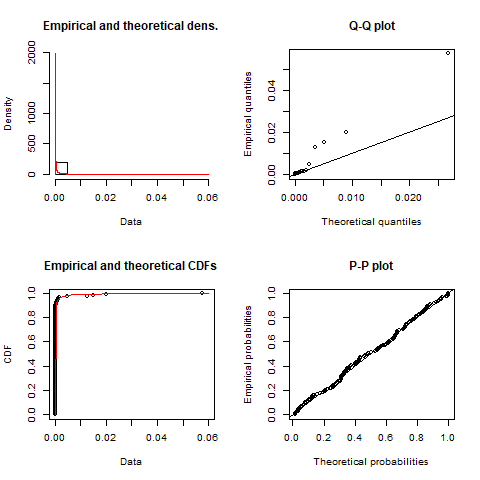 Empirical and theoretical dens.
Density
0 500 1500 2000
0.00 0.02 0.04 0.06
Data
Q-Q plot
Empirical quantiles
0.00 0.02 0.04
0.000 0.010 0.020
Theoretical quantiles
Empirical and theoretical CDFs
CDF
0.0 0.2 0.4 0.6 0.8 1.0
0.00 0.02 0.04 0.06
Data
P-P plot
Empirical probabilities
0.0 0.2 0.4 0.6 0.8 1.0
0.0 0.2 0.4 0.6 0.8 1.0
Theoretical probabilities